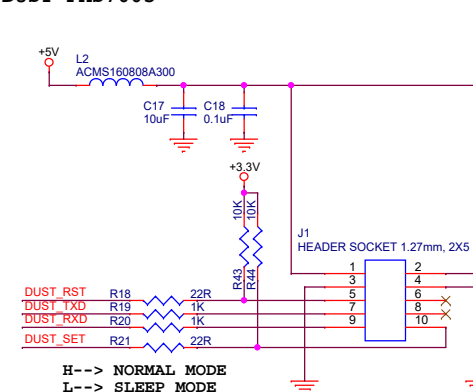 +5V
L2
ACMS160808A300
C17
10uF
C18
0.1uF
+3.3V
10K
10K
R43
R44
J1
HEADER SOCKET 1.27mm, 2X5
1
2
3
4
5
6
7
8
9
10
DUST_RST
R18
22R
DUST_TXD
R19
1K
DUST_RXD
R20
1K
DUST_SET
R21
22R
H--> NORMAL MODE
L--> SLEEP MODE